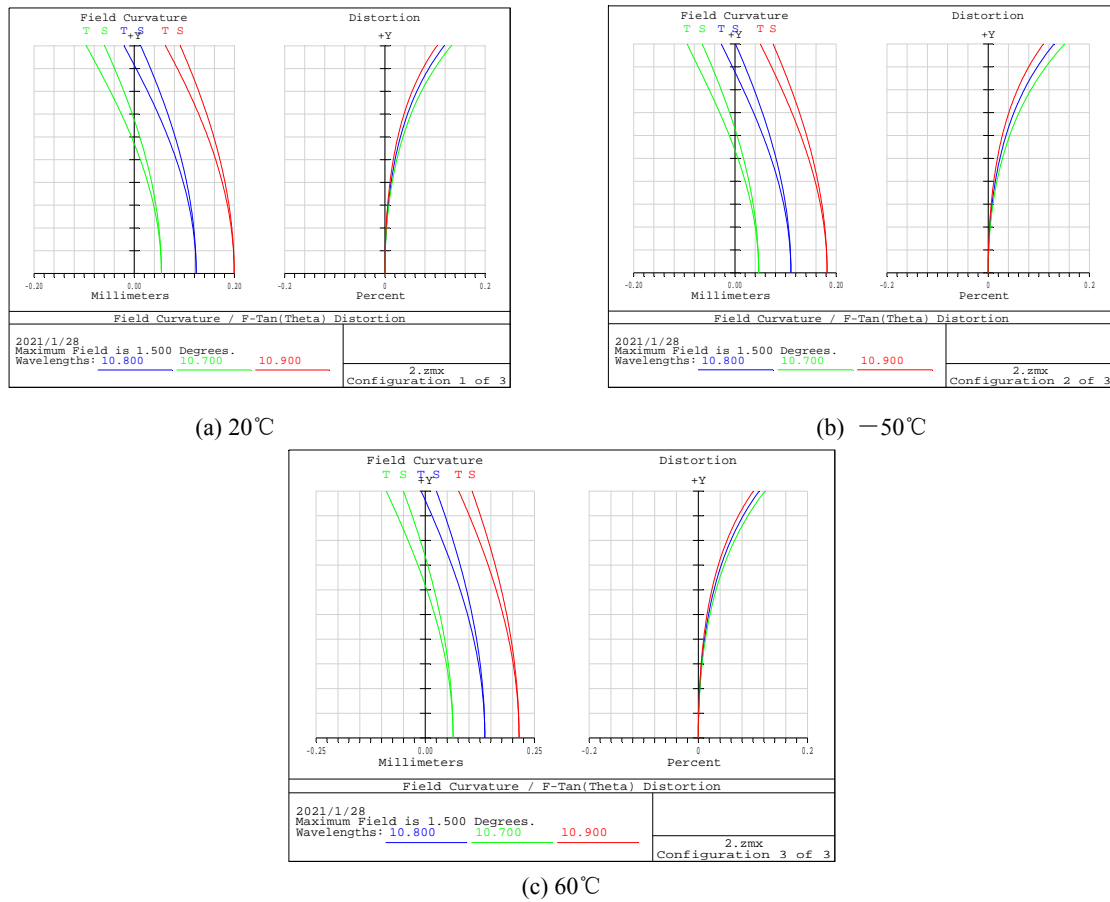 Field Curvature
Distortion
T S T S T S
+Y
+Y
-0.20 0.00 0.20
Millimeters
-0.2 0 0.2
Percent
Field Curvature / F-Tan(Theta) Distortion
2021/1/28
Maximum Field is 1.500 Degrees.
Wavelengths: 10.800 10.700 10.900
2.zmx
Configuration 1 of 3
(a) 20℃
Field Curvature
Distortion
T S T S T S
+Y
+Y
-0.20 0.00 0.20
Millimeters
-0.2 0 0.2
Percent
Field Curvature / F-Tan(Theta) Distortion
2021/1/28
Maximum Field is 1.500 Degrees.
Wavelengths: 10.800 10.700 10.900
2.zmx
Configuration 2 of 3
(b) －50℃
Field Curvature
Distortion
T S T S T S
+Y
+Y
-0.25 0.00 0.25
Millimeters
-0.2 0 0.2
Percent
Field Curvature / F-Tan(Theta) Distortion
2021/1/28
Maximum Field is 1.500 Degrees.
Wavelengths: 10.800 10.700 10.900
2.zmx
Configuration 3 of 3
(c) 60℃